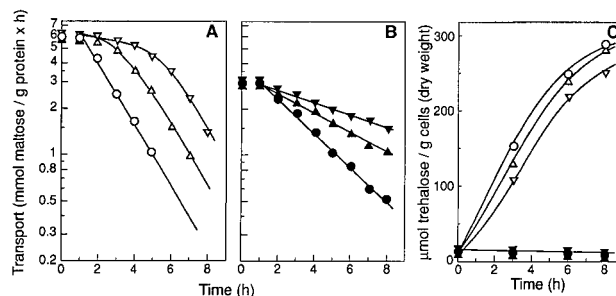 Transport (mmol maltose / g protein x h)
7
6
5
4
3
2
1
0.8
0.5
0.3
0.2
A
0 2 4 6 8
B
0 2 4 6 8
Time (h)
µmol trehalose / g cells (dry weight)
300
200
100
0
C
0 2 4 6 8
Time (h)